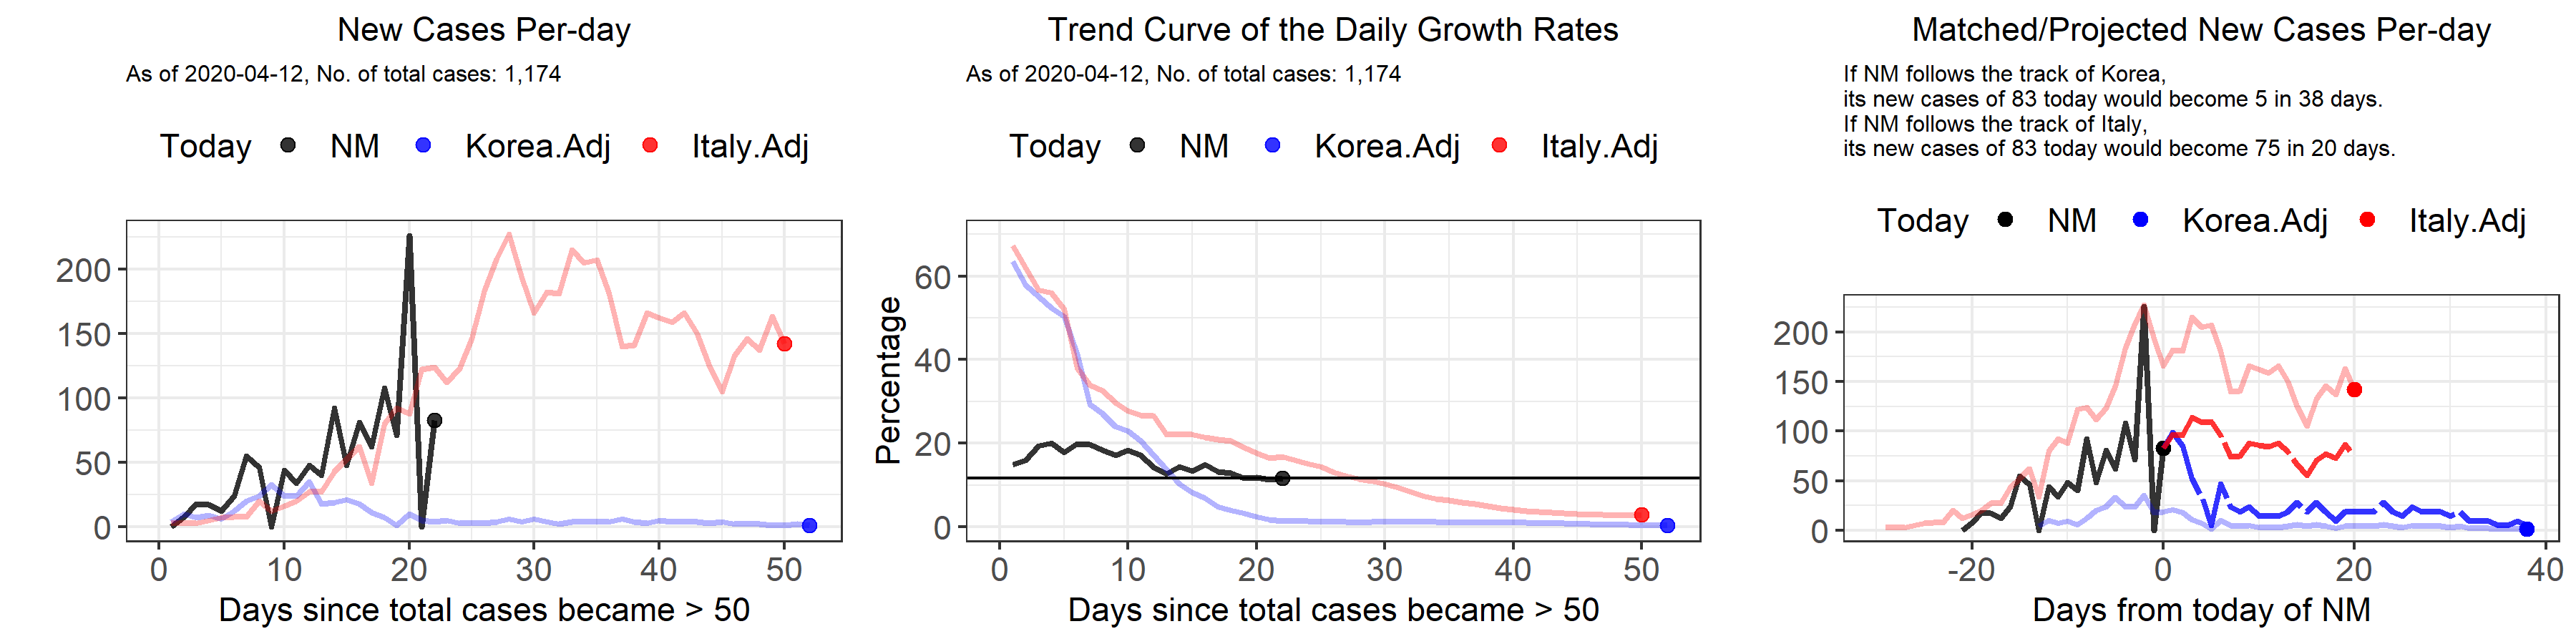 New Cases Per-day
As of 2020-04-12, No. of total cases: 1,174
Today NM Korea.Adj Italy.Adj
200
150
100
50
0
0 10 20 30 40 50
Days since total cases became > 50
Trend Curve of the Daily Growth Rates
As of 2020-04-12, No. of total cases: 1,174
Today NM Korea.Adj Italy.Adj
Percentage
60
40
20
0
0 10 20 30 40 50
Days since total cases became > 50
Matched/Projected New Cases Per-day
If NM follows the track of Korea,
its new cases of 83 today would become 5 in 38 days.
If NM follows the track of Italy,
its new cases of 83 today would become 75 in 20 days.
Today NM Korea.Adj Italy.Adj
200
150
100
50
0
-20 0 20 40
Days from today of NM